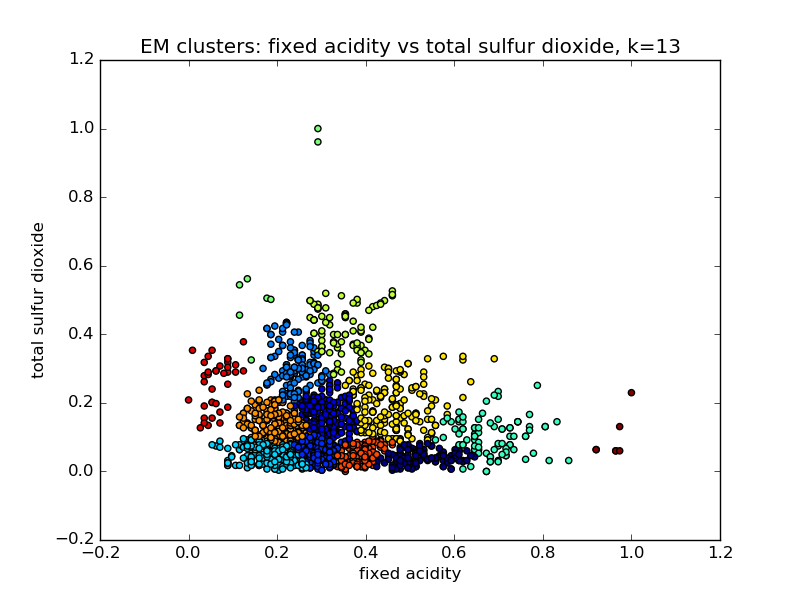 EM clusters: fixed acidity vs total sulfur dioxide, k=13
1.2
1.0
0.8
0.6
0.4
0.2
0.0
−0.2
total sulfur dioxide
−0.2 0.0 0.2 0.4 0.6 0.8 1.0 1.2
fixed acidity